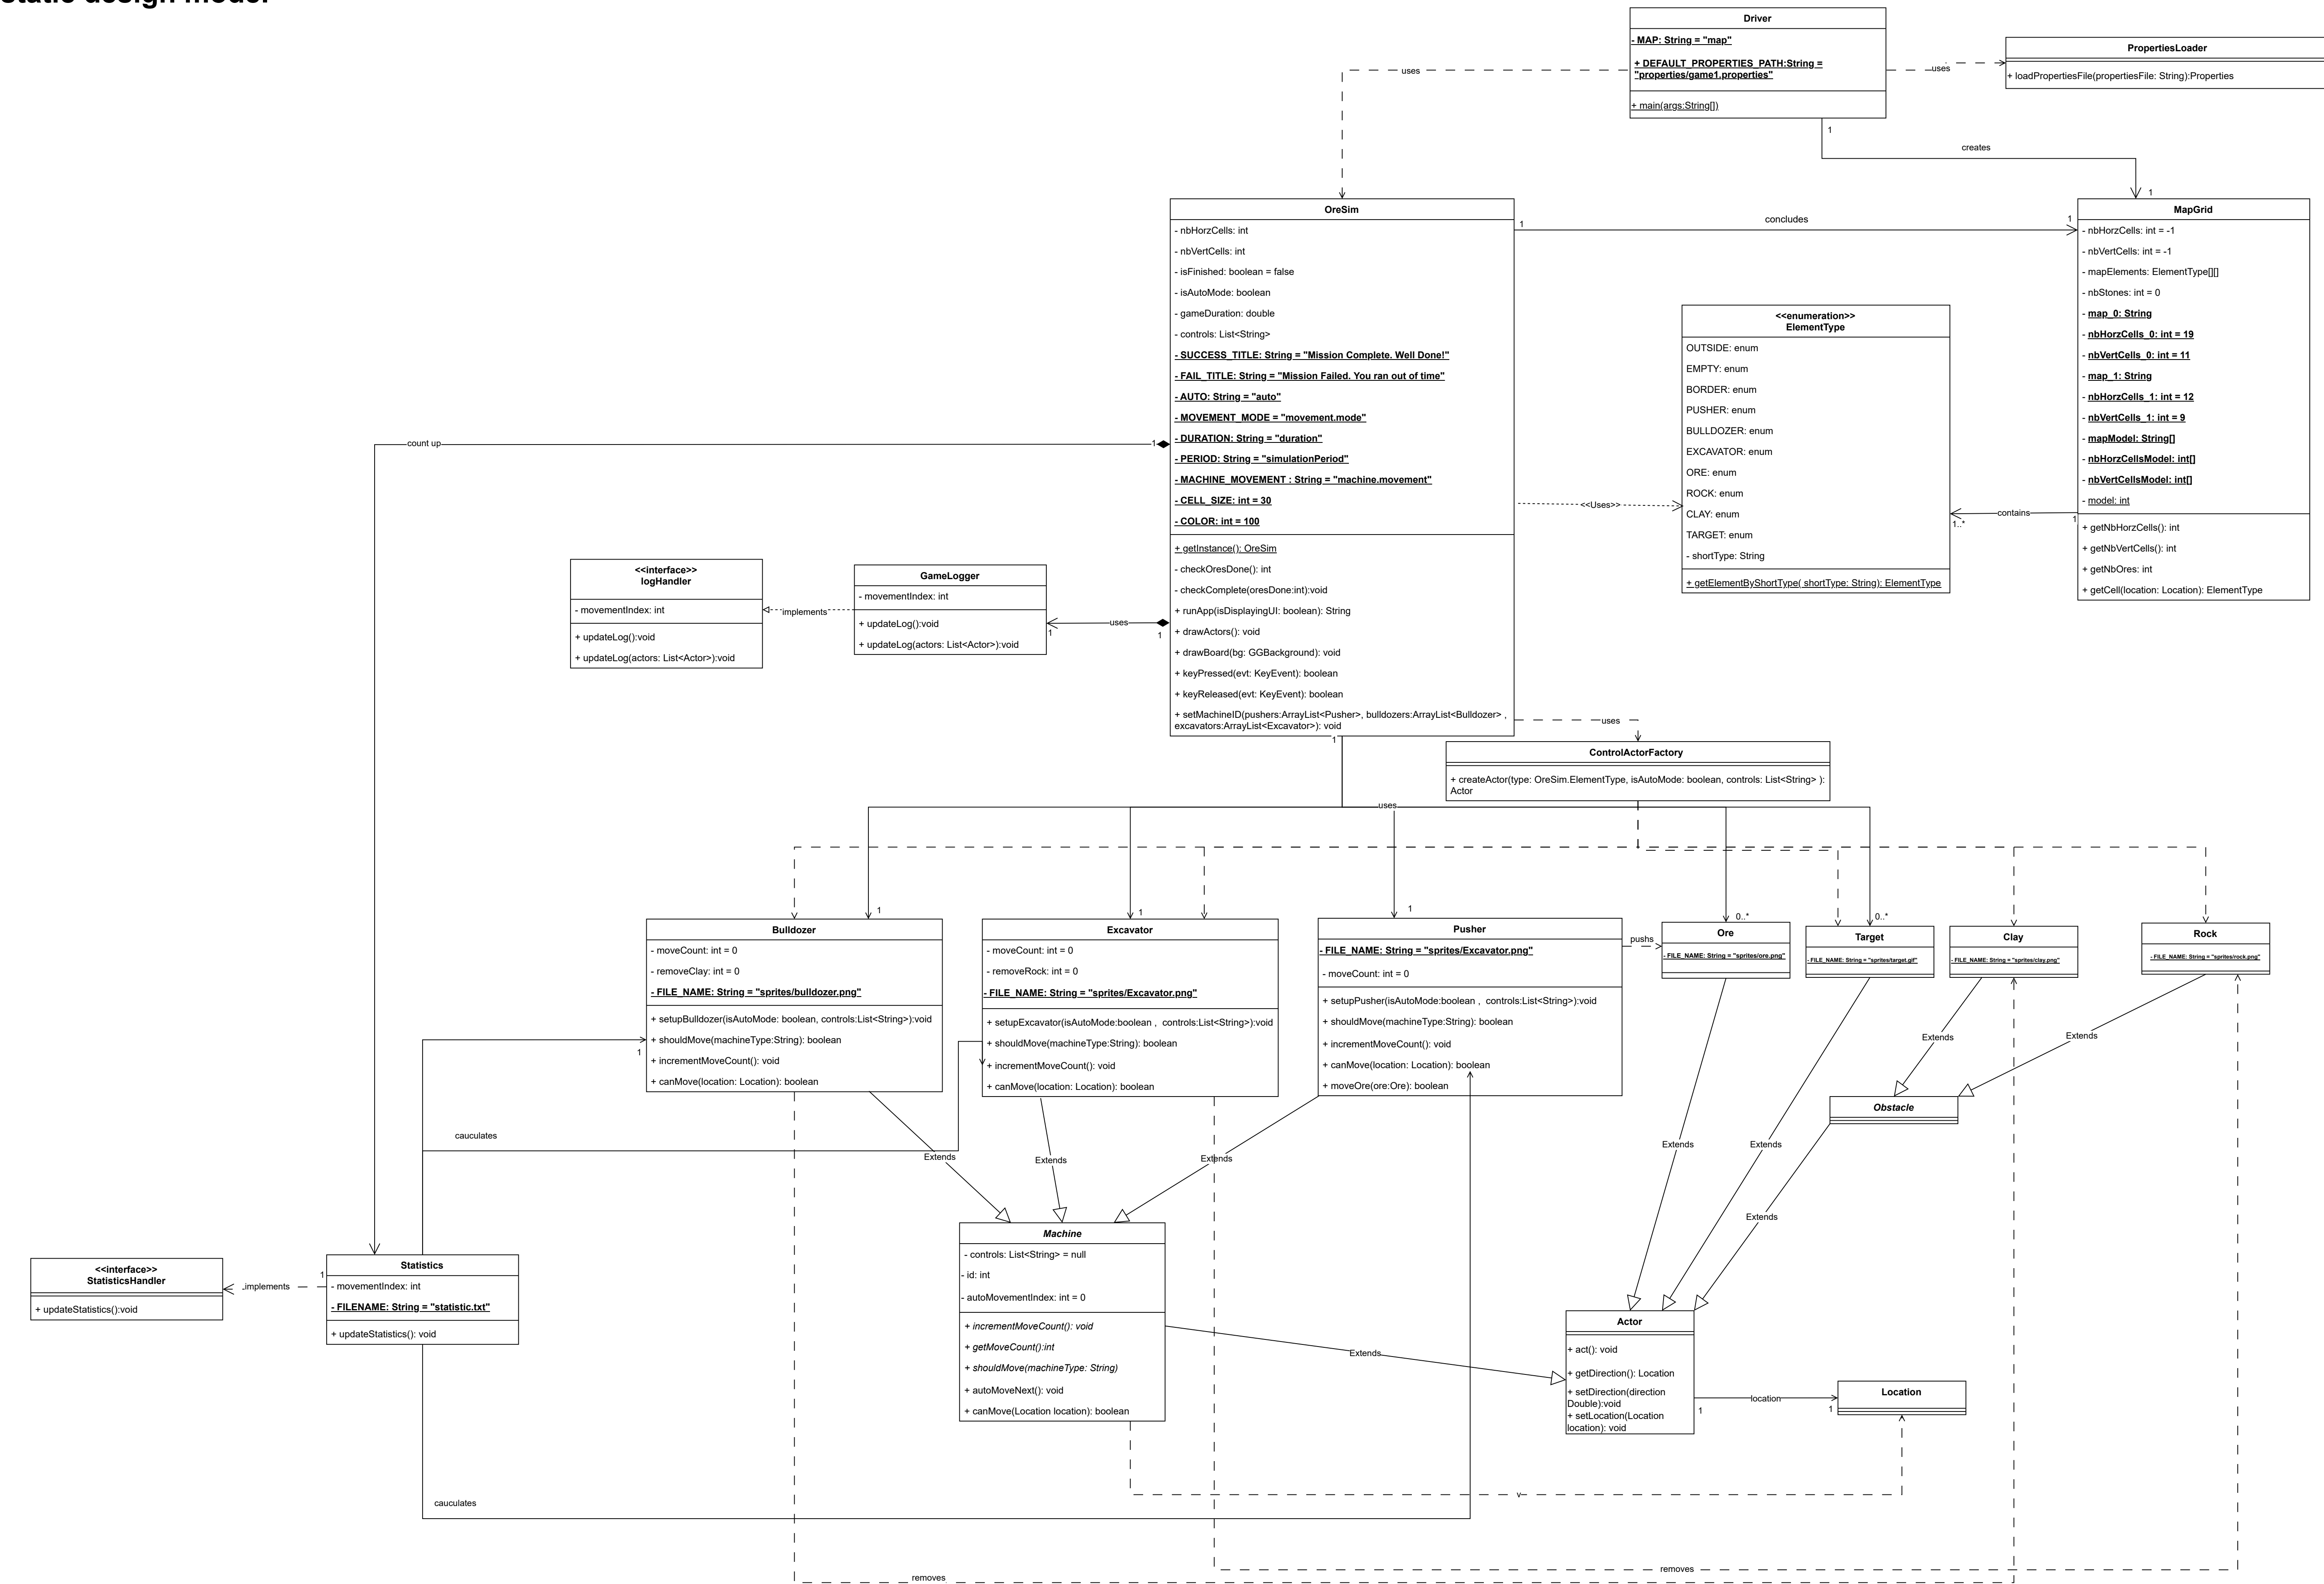 static design model
Driver
- MAP: String = "map"
+ DEFAULT_PROPERTIES_PATH:String =
"properties/game1.properties"
+ main(args:String[])
PropertiesLoader
+ loadPropertiesFile(propertiesFile: String):Properties
uses
uses
1
creates
1
OreSim
- nbHorzCells: int
- nbVertCells: int
- isFinished: boolean = false
- isAutoMode: boolean
- gameDuration: double
- controls: List<String>
- SUCCESS_TITLE: String = "Mission Complete. Well Done!"
- FAIL_TITLE: String = "Mission Failed. You ran out of time"
- AUTO: String = "auto"
- MOVEMENT_MODE = "movement.mode"
- DURATION: String = "duration"
- PERIOD: String = "simulationPeriod"
- MACHINE_MOVEMENT : String = "machine.movement"
- CELL_SIZE: int = 30
- COLOR: int = 100
+ getInstance(): OreSim
- checkOresDone(): int
- checkComplete(oresDone:int):void
+ runApp(isDisplayingUI: boolean): String
+ drawActors(): void
+ drawBoard(bg: GGBackground): void
+ keyPressed(evt: KeyEvent): boolean
+ keyReleased(evt: KeyEvent): boolean
+ setMachineID(pushers:ArrayList<Pusher>, bulldozers:ArrayList<Bulldozer> ,
excavators:ArrayList<Excavator>): void
1
concludes
1
MapGrid
- nbHorzCells: int = -1
- nbVertCells: int = -1
- mapElements: ElementType[][]
- nbStones: int = 0
- map_0: String
- nbHorzCells_0: int = 19
- nbVertCells_0: int = 11
- map_1: String
- nbHorzCells_1: int = 12
- nbVertCells_1: int = 9
- mapModel: String[]
- nbHorzCellsModel: int[]
- nbVertCellsModel: int[]
- model: int
+ getNbHorzCells(): int
+ getNbVertCells(): int
+ getNbOres: int
+ getCell(location: Location): ElementType
<<enumeration>>
ElementType
OUTSIDE: enum
EMPTY: enum
BORDER: enum
PUSHER: enum
BULLDOZER: enum
EXCAVATOR: enum
ORE: enum
ROCK: enum
CLAY: enum
TARGET: enum
- shortType: String
+ getElementByShortType( shortType: String): ElementType
<<Uses>>
1..*
contains
1
count up
1
<<interface>>
logHandler
- movementIndex: int
+ updateLog():void
+ updateLog(actors: List<Actor>):void
implements
GameLogger
- movementIndex: int
+ updateLog():void
+ updateLog(actors: List<Actor>):void
1
uses
1
uses
ControlActorFactory
+ createActor(type: OreSim.ElementType, isAutoMode: boolean, controls: List<String> ):
Actor
1
uses
1
1
1
0..*
0..*
Bulldozer
- moveCount: int = 0
- removeClay: int = 0
- FILE_NAME: String = "sprites/bulldozer.png"
+ setupBulldozer(isAutoMode: boolean, controls:List<String>):void
+ shouldMove(machineType:String): boolean
+ incrementMoveCount(): void
+ canMove(location: Location): boolean
Excavator
- moveCount: int = 0
- removeRock: int = 0
- FILE_NAME: String = "sprites/Excavator.png"
+ setupExcavator(isAutoMode:boolean , controls:List<String>):void
+ shouldMove(machineType:String): boolean
+ incrementMoveCount(): void
+ canMove(location: Location): boolean
Pusher
- FILE_NAME: String = "sprites/Excavator.png"
- moveCount: int = 0
+ setupPusher(isAutoMode:boolean , controls:List<String>):void
+ shouldMove(machineType:String): boolean
+ incrementMoveCount(): void
+ canMove(location: Location): boolean
+ moveOre(ore:Ore): boolean
pushs
Ore
- FILE_NAME: String = "sprites/ore.png"
Target
- FILE_NAME: String = "sprites/target.gif"
Clay
- FILE_NAME: String = "sprites/clay.png"
Rock
- FILE_NAME: String = "sprites/rock.png"
1
cauculates
Extends
Extends
Extends
Extends
Extends
Extends
Extends
Extends
Obstacle
Machine
- controls: List<String> = null
- id: int
- autoMovementIndex: int = 0
+ incrementMoveCount(): void
+ getMoveCount():int
+ shouldMove(machineType: String)
+ autoMoveNext(): void
+ canMove(Location location): boolean
Extends
<<interface>>
StatisticsHandler
+ updateStatistics():void
implements
1
Statistics
- movementIndex: int
- FILENAME: String = "statistic.txt"
+ updateStatistics(): void
Actor
+ act(): void
+ getDirection(): Location
+ setDirection(direction
Double):void
+ setLocation(Location
location): void
1
location
1
Location
v
cauculates
removes
removes